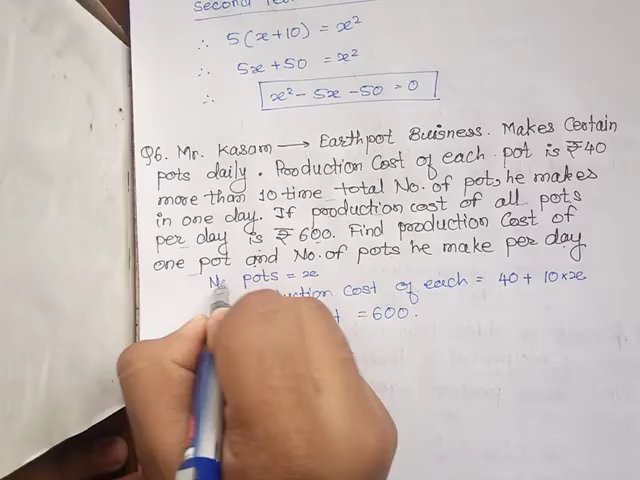 second
∴ 5(x+10) = x²
∴ 5x+50 = x²
∴ x² - 5x - 50 = 0
Q6. Mr. Kasam → Earthpot Buisness. Makes Certain
pots daily. Production Cost of each pot is ₹40
more than 10 time total No. of pot, he makes
in one day. If production cost of all pots
per day is ₹600. Find production Cost of
one pot and No. of pots he make per day
No. pots = x
duction Cost of each = 40 + 10×x
= 600.